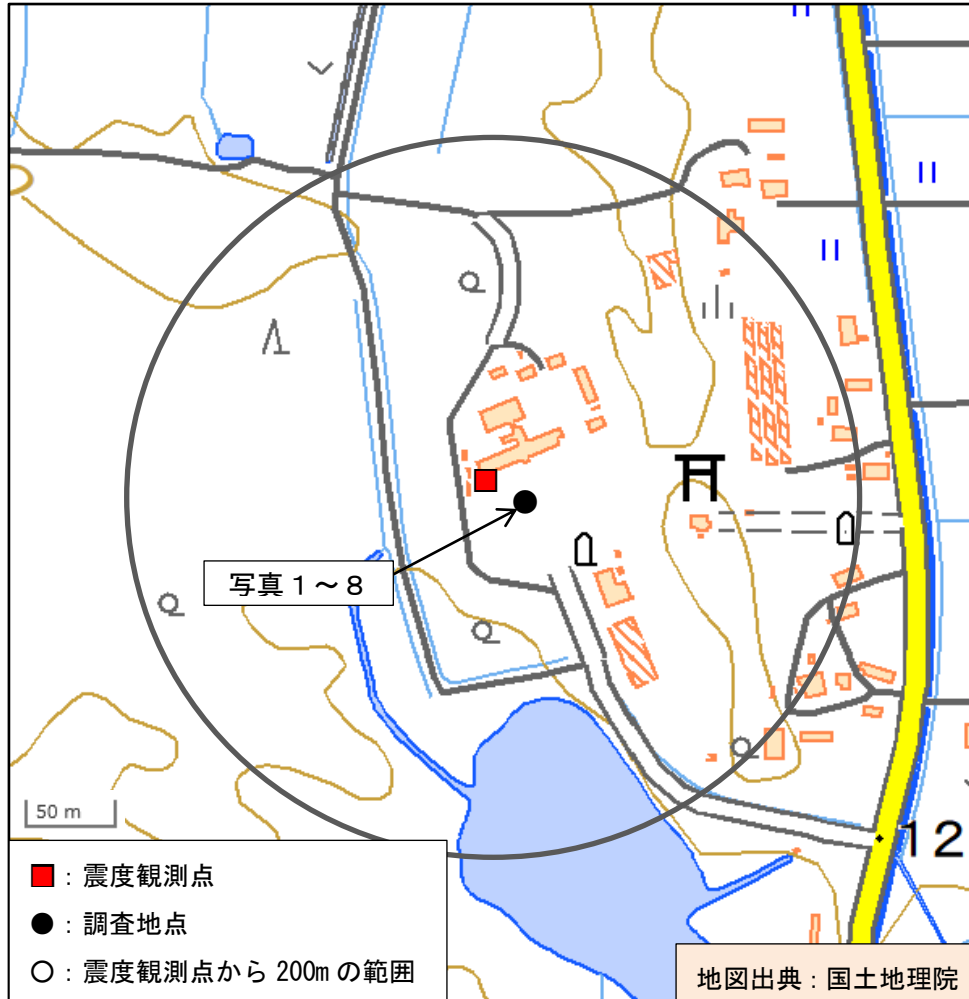 写真1~8
12
50 m
:震度観測点
:調査地点
:震度観測点から 200m の範囲
地図出典:国土地理院